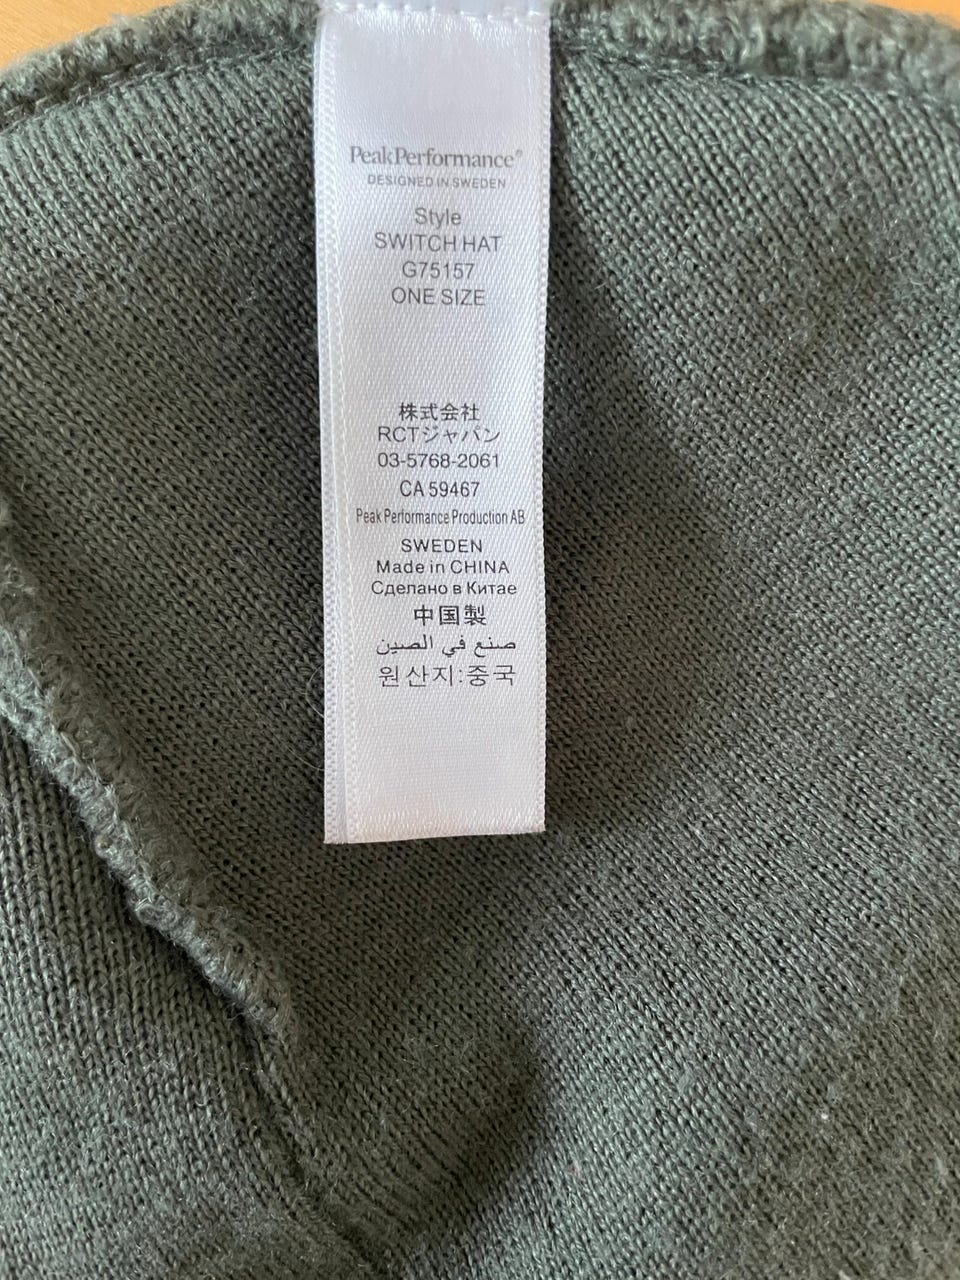 PeakPerformance®
DESIGNED IN SWEDEN
Style
SWITCH HAT
G75157
ONE SIZE
株式会社
RCTジャパン
03-5768-2061
CA 59467
Peak Performance Production AB
SWEDEN
Made in CHINA
Сделано в Китае
中国製
صنع في الصين
원산지:중국